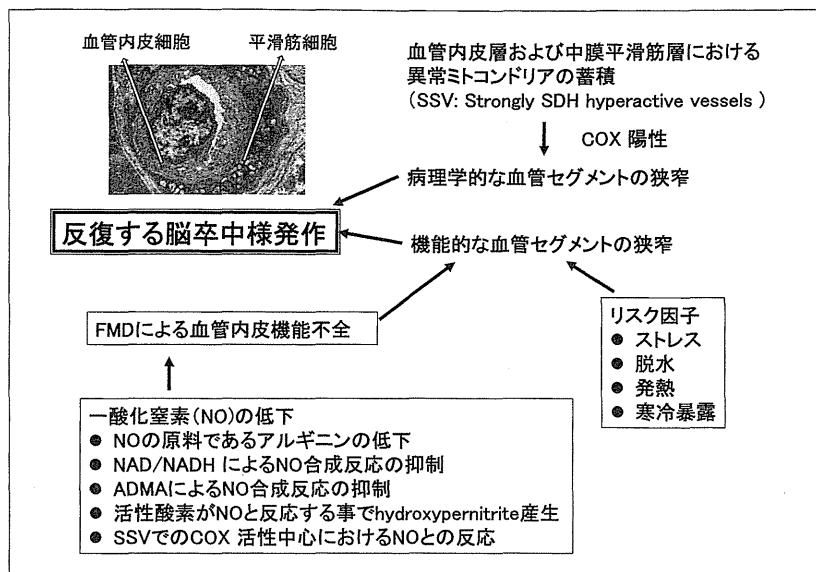 血管内皮細胞
平滑筋細胞
血管内皮層および中膜平滑筋層における
異常ミトコンドリアの蓄積
(SSV: Strongly SDH hyperactive vessels )
COX 陽性
病理学的な血管セグメントの狭窄
反復する脳卒中様発作
機能的な血管セグメントの狭窄
FMDによる血管内皮機能不全
リスク因子
● ストレス
● 脱水
● 発熱
● 寒冷暴露
一酸化窒素(NO)の低下
● NOの原料であるアルギニンの低下
● NAD/NADH によるNO合成反応の抑制
● ADMAによるNO合成反応の抑制
● 活性酸素がNOと反応する事でhydroxypernitrite産生
● SSVでのCOX 活性中心におけるNOとの反応